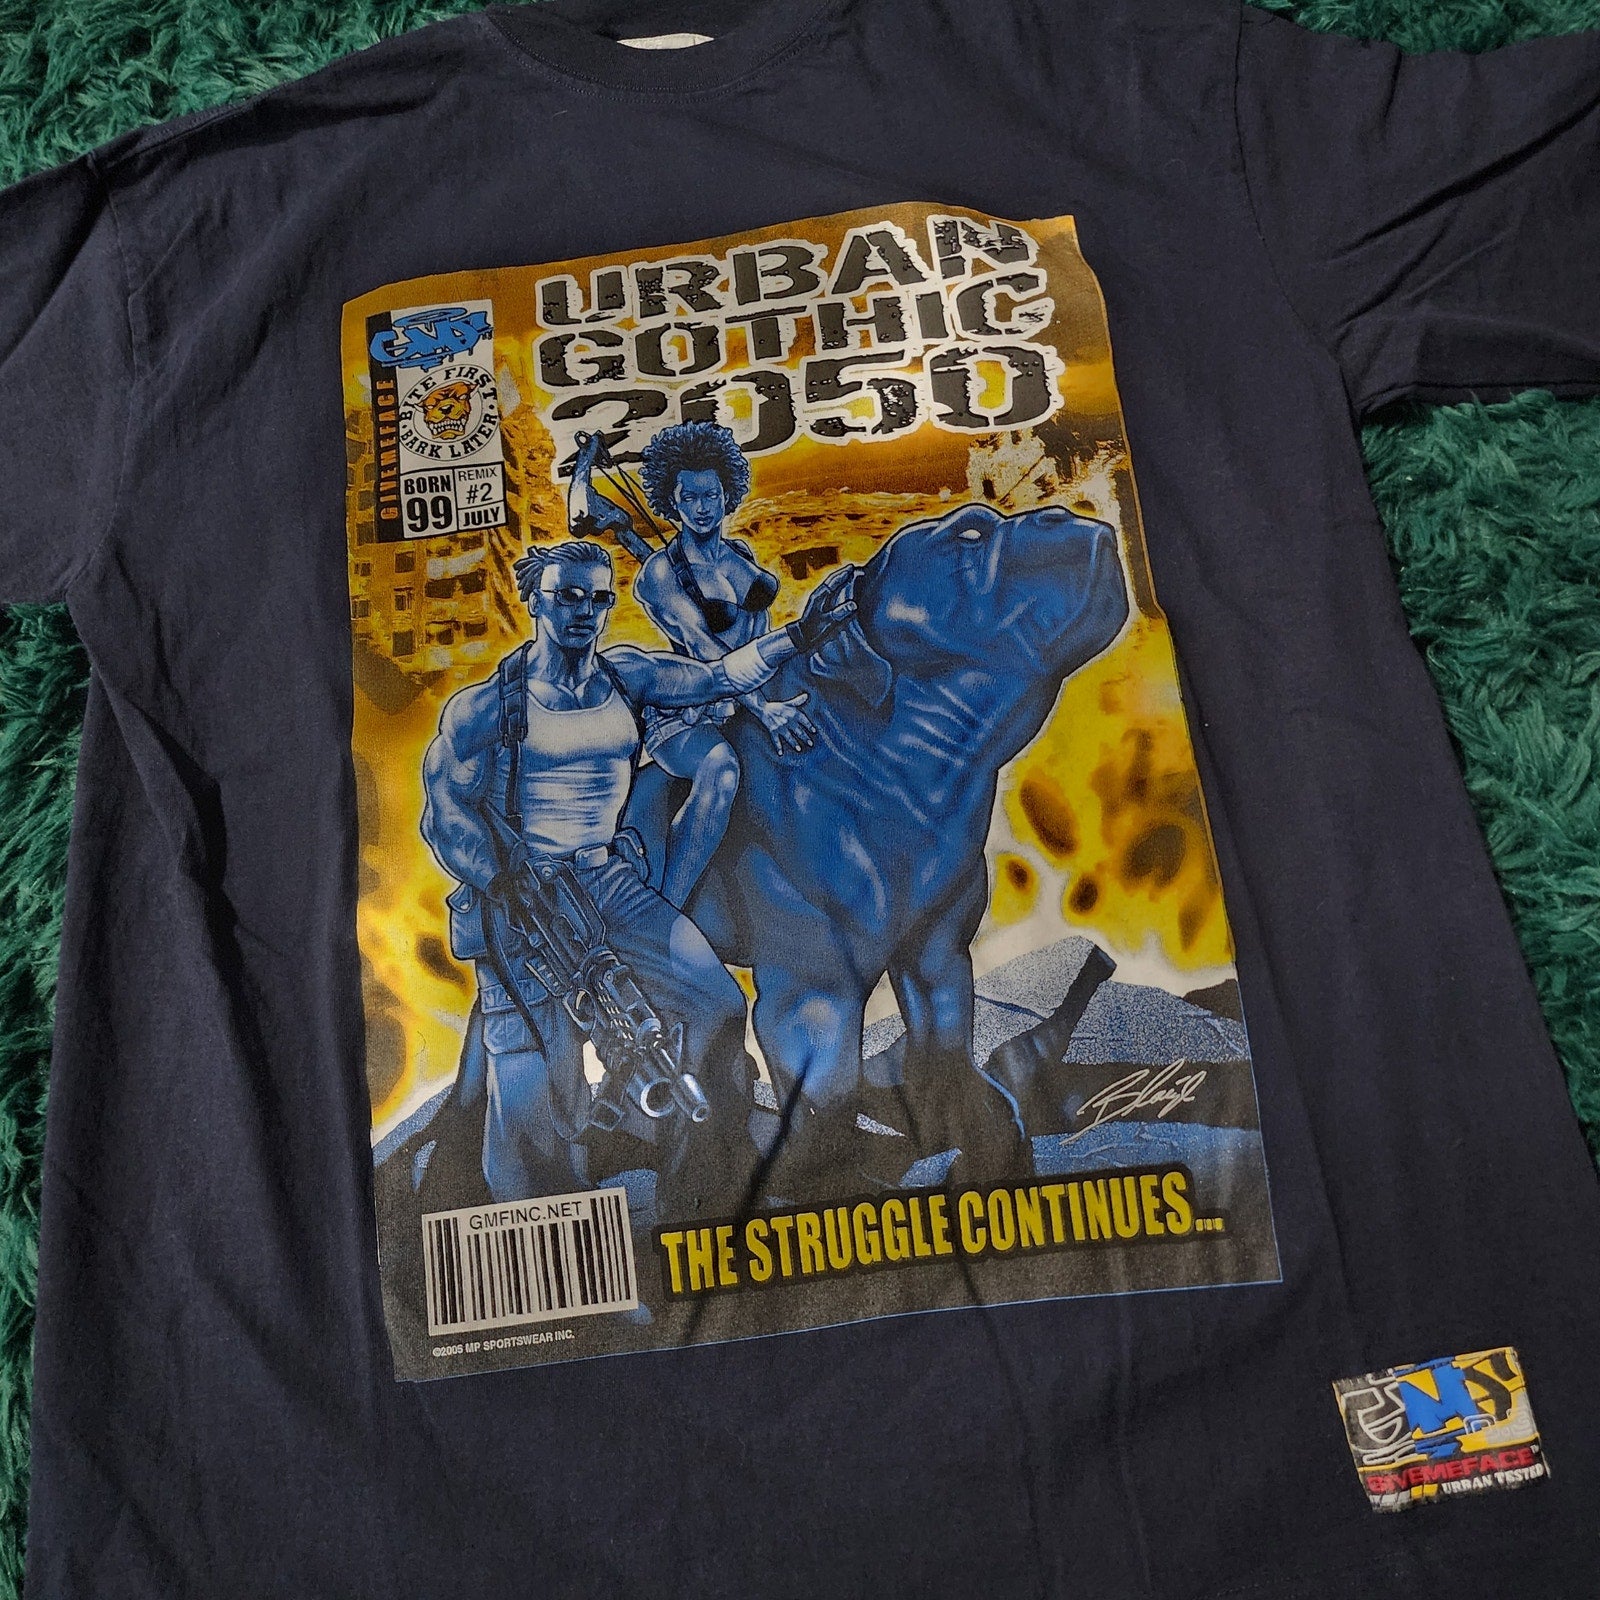 URBAN
GOTHIC
2050
GIVEMEFACE
BITE FIRST
BARK LATER
BORN
99
REMIX
#2
JULY
GMFINC.NET
THE STRUGGLE CONTINUES...
©2005 MP SPORTSWEAR INC.
GIVEMEFACE
URBAN TESTED